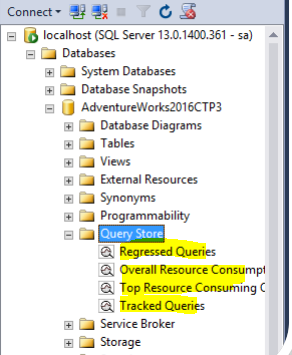 Connect
localhost (SQL Server 13.0.1400.361 - sa)
Databases
System Databases
Database Snapshots
AdventureWorks2016CTP3
Database Diagrams
Tables
Views
External Resources
Synonyms
Programmability
Query Store
Regressed Queries
Overall Resource Consumpt
Top Resource Consuming
Tracked Queries
Service Broker
Storage